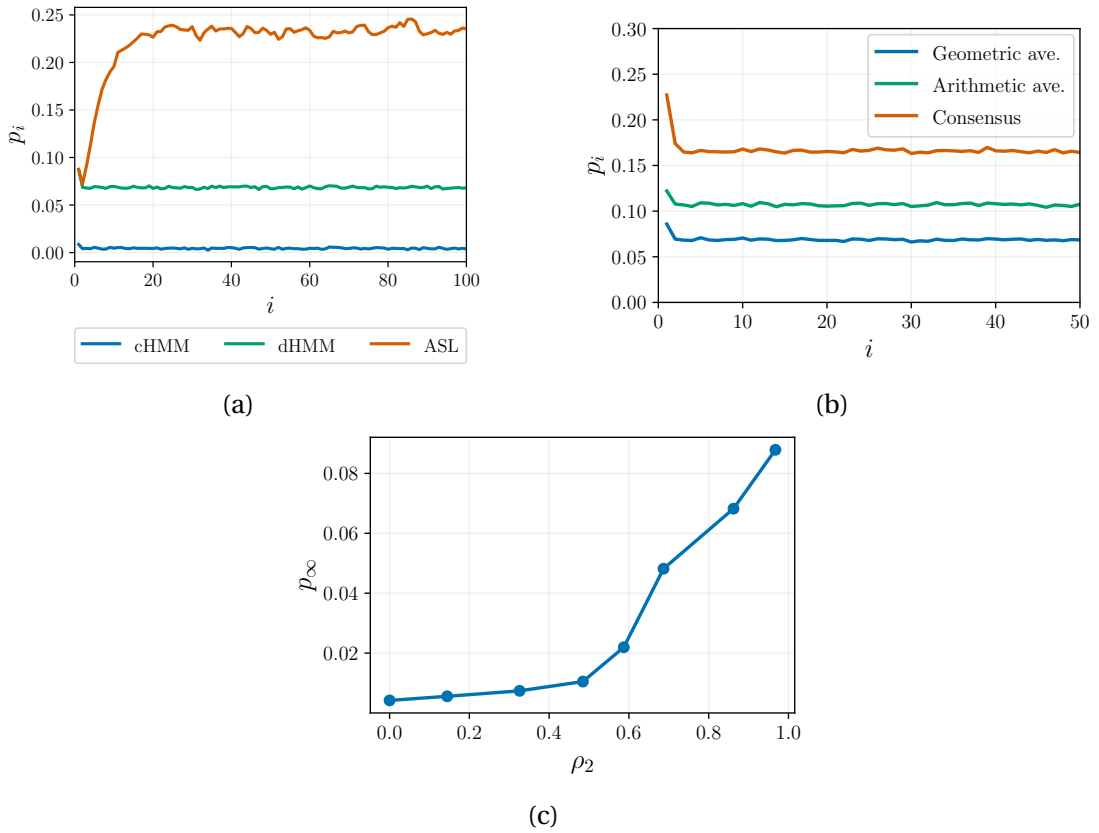 0.25
0.20
0.15
0.10
0.05
0.00
p_i
0 20 40 60 80 100
i
cHMM dHMM ASL
(a)
0.30
0.25
0.20
0.15
0.10
0.05
0.00
p_i
0 10 20 30 40 50
i
Geometric ave.
Arithmetic ave.
Consensus
(b)
0.08
0.06
0.04
0.02
p_∞
0.0 0.2 0.4 0.6 0.8 1.0
ρ_2
(c)